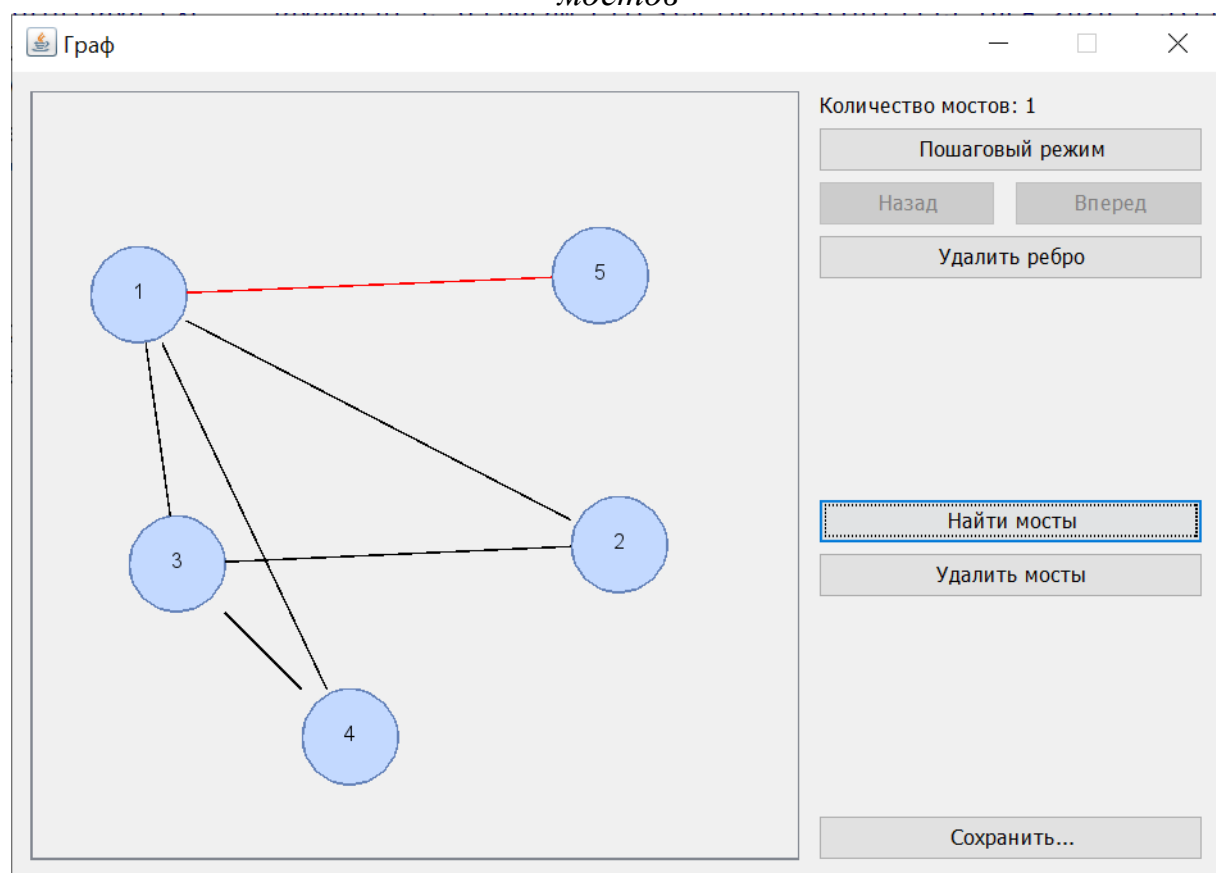 мостов
Граф
Количество мостов: 1
Пошаговый режим
Назад Вперед
Удалить ребро
1
5
Найти мосты
2
3
Удалить мосты
4
Сохранить...